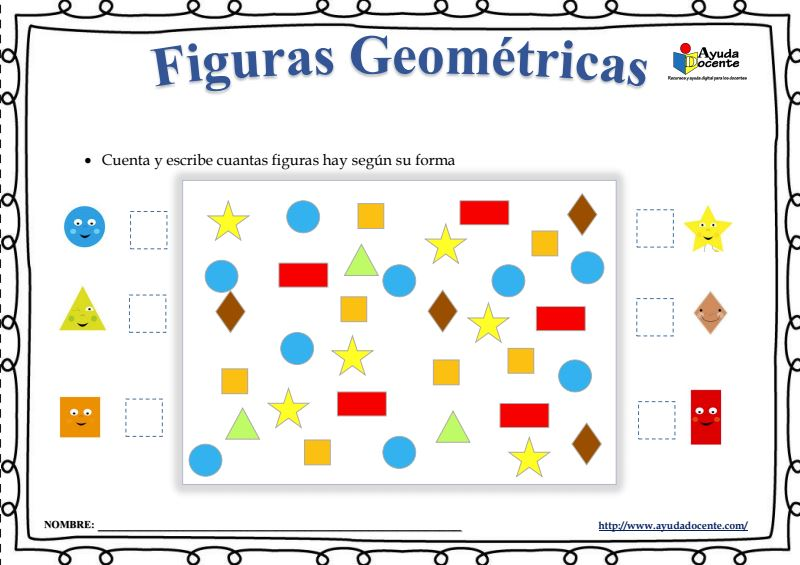 Figuras Geométricas
Ayuda
Docente
Recursos y ayuda digital para los docentes
• Cuenta y escribe cuantas figuras hay según su forma
NOMBRE: ______________________________
http://www.ayudadocente.com/